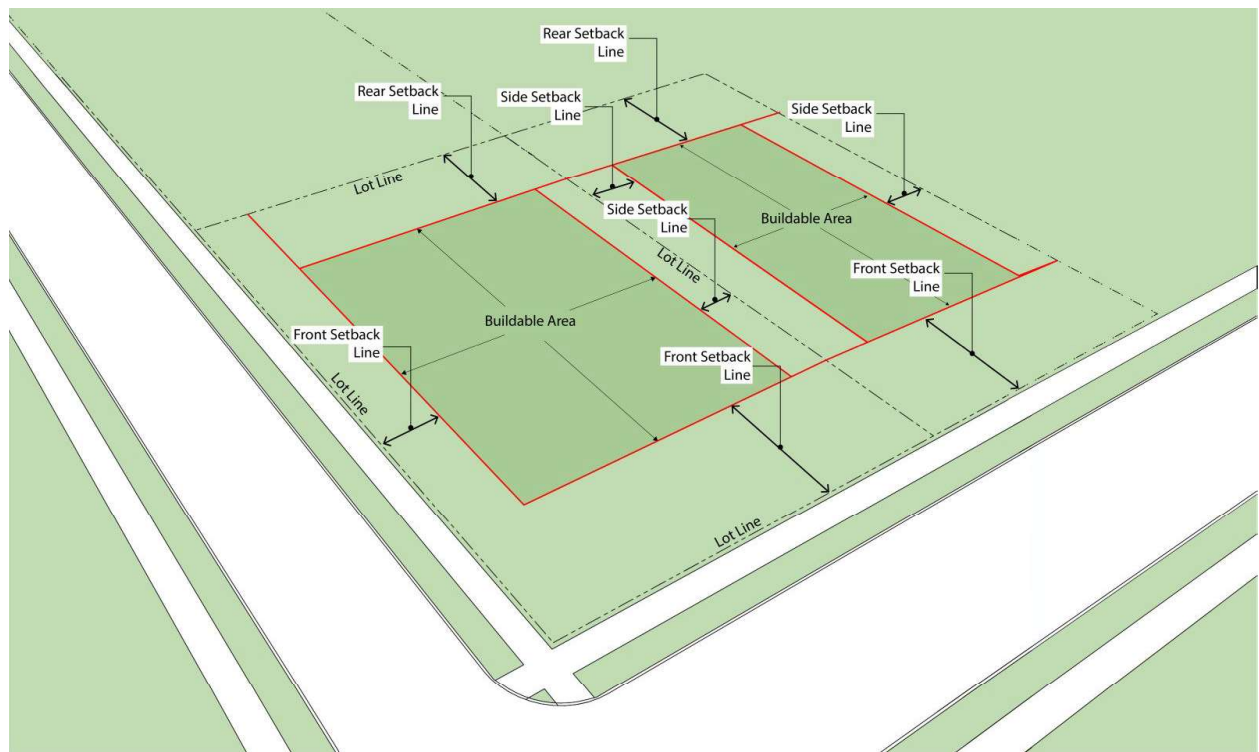 Rear Setback
Line
Rear Setback
Line
Side Setback
Line
Side Setback
Line
Lot Line
Side Setback
Line
Buildable Area
Lot Line
Front Setback
Line
Buildable Area
Front Setback
Line
Front Setback
Line
Lot Line
Lot Line